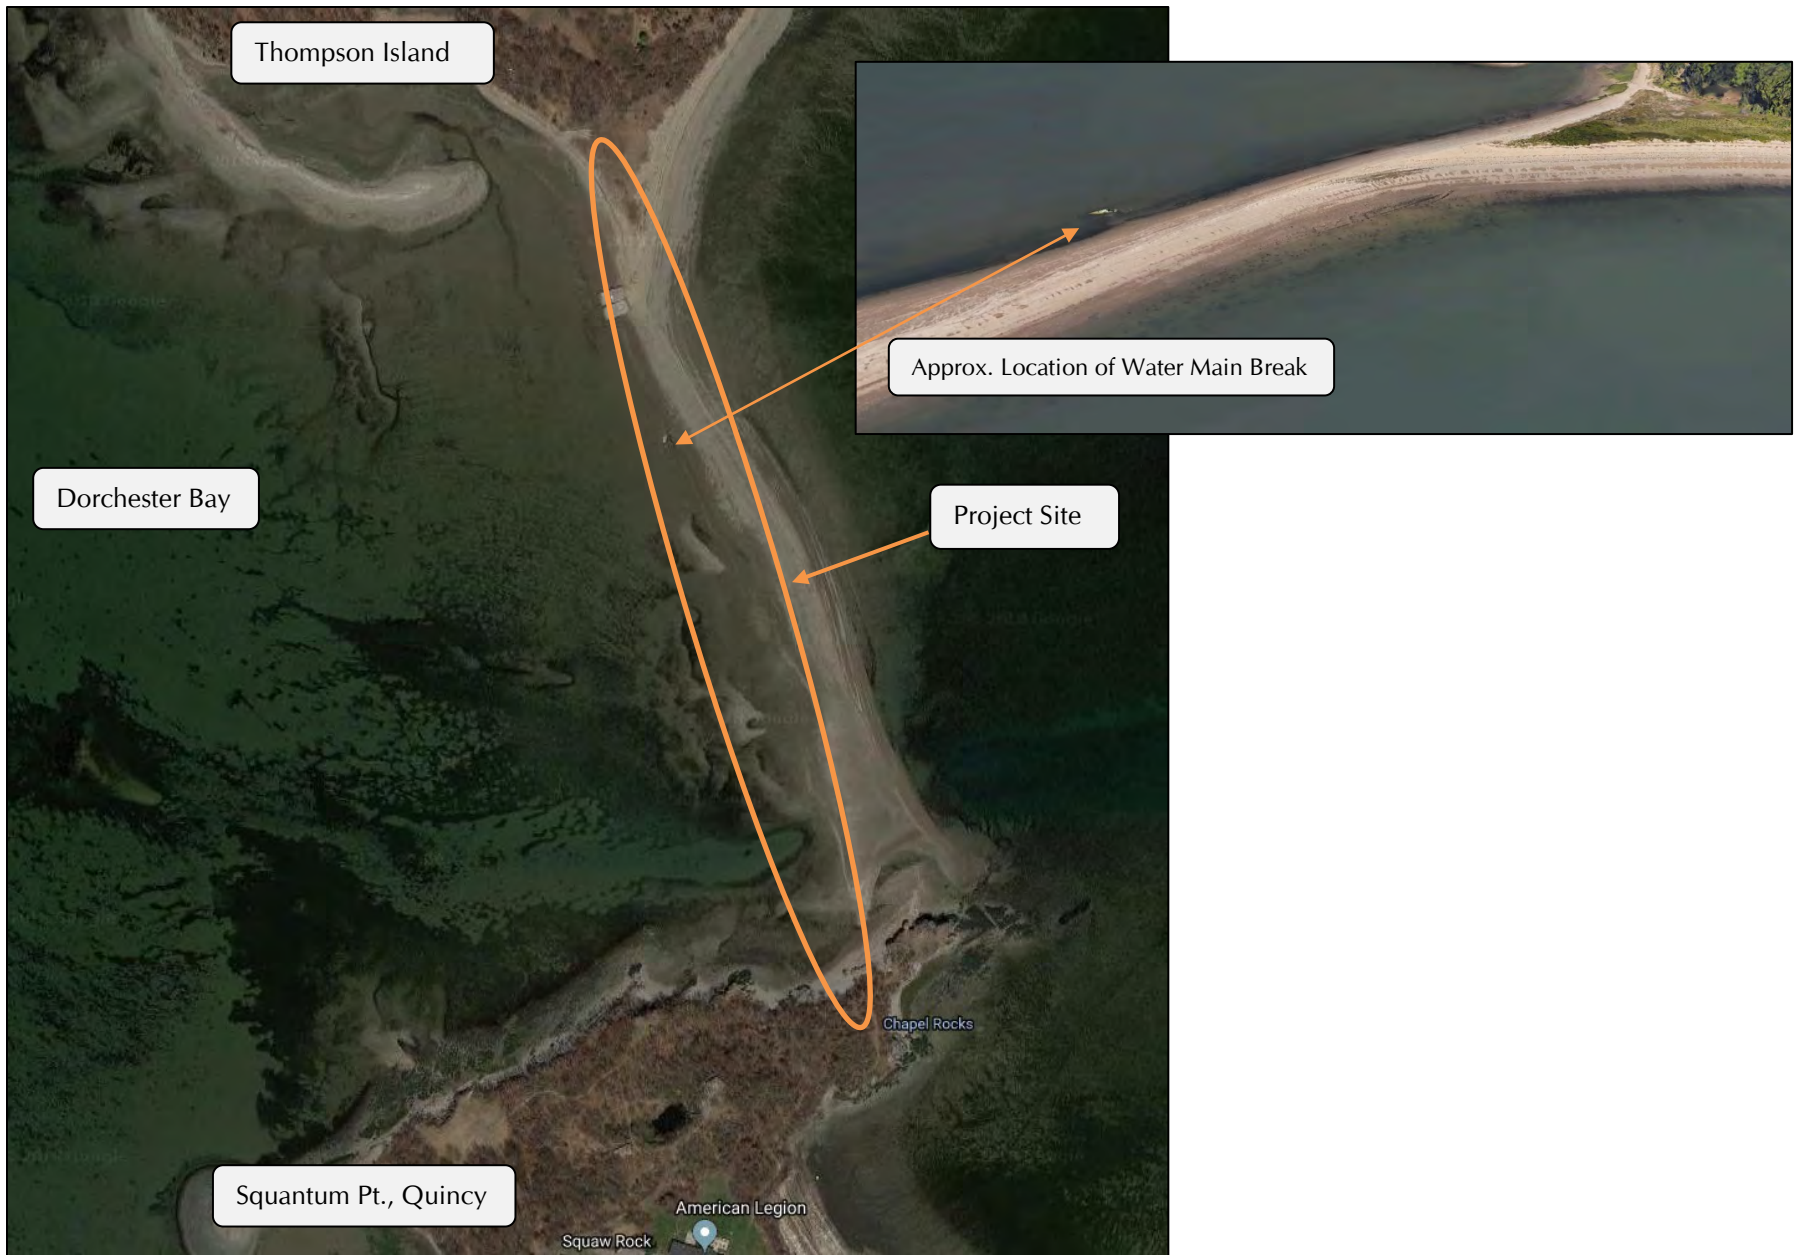 Thompson Island
Approx. Location of Water Main Break
Dorchester Bay
Project Site
Chapel Rocks
Squantum Pt., Quincy
American Legion
Squaw Rock